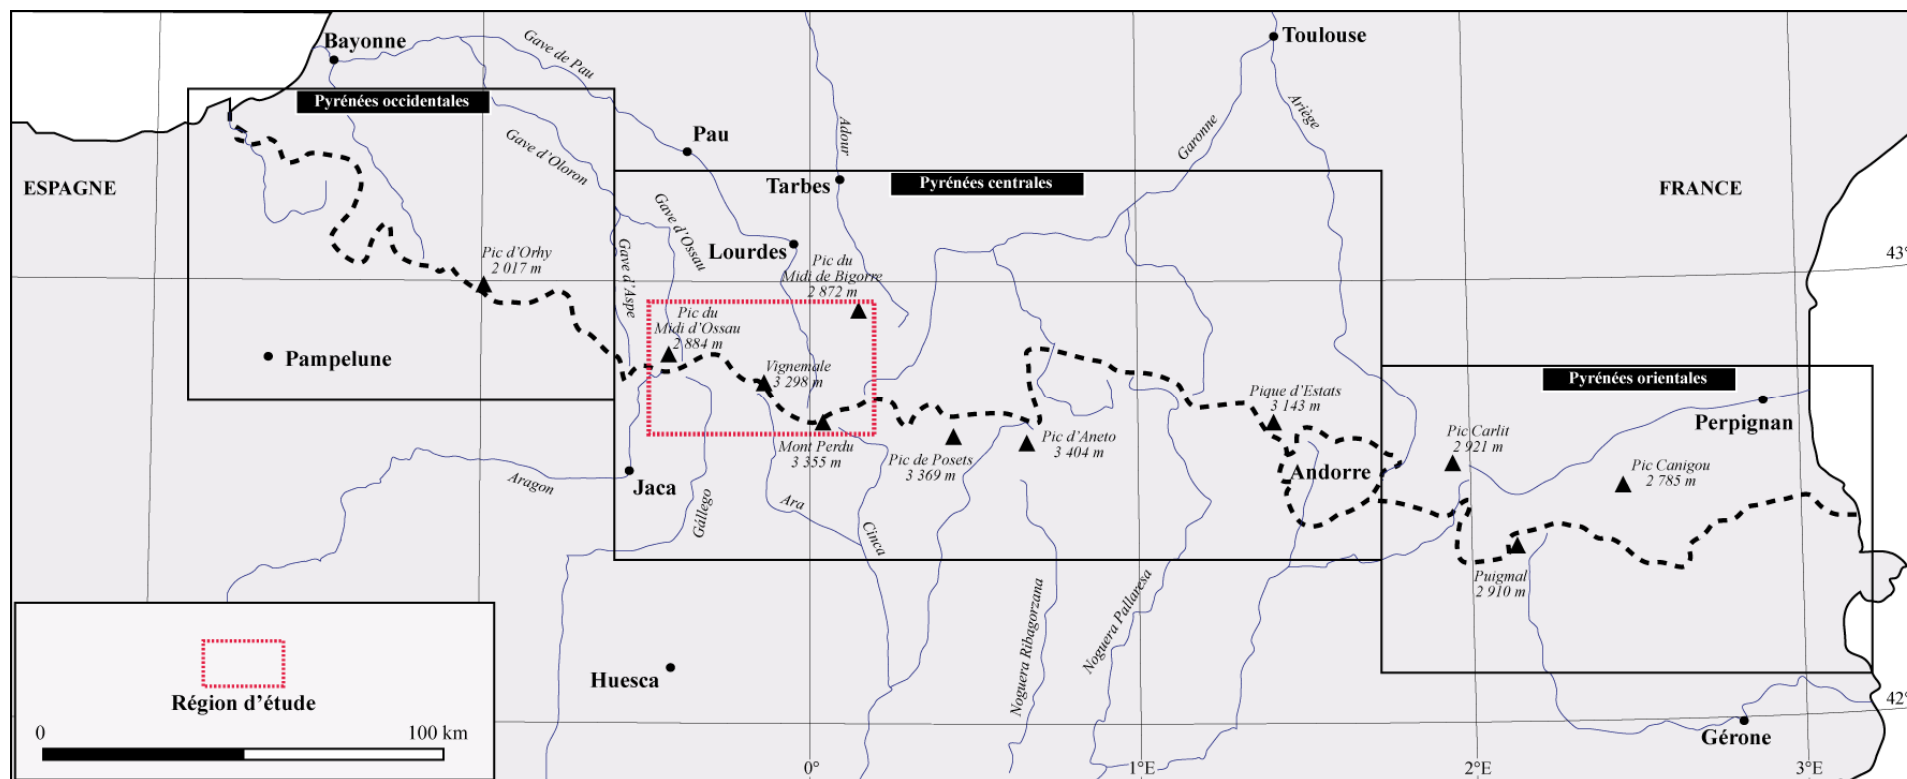 Bayonne
Gave de Pau
Toulouse
Pyrénées occidentales
Ariège
Adour
Garonne
Pau
Gave d'Oloron
ESPAGNE
Tarbes
Pyrénées centrales
FRANCE
Gave d'Ossau
Lourdes
Pic d'Orhy
2 017 m
Gave d'Aspe
Pic du
Midi de Bigorre
2 872 m
43°
Pic du
Midi d'Ossau
2 884 m
Pampelune
Vignemale
3 298 m
Pyrénées orientales
Pique d'Estats
3 143 m
Perpignan
Mont Perdu
3 355 m
Pic de Posets
3 369 m
Pic d'Aneto
3 404 m
Pic Carlit
2 921 m
Pic Canigou
2 785 m
Andorre
Aragon
Jaca
Gállego
Ara
Cinca
Puigmal
2 910 m
Noguera Ribagorzana
Noguera Pallaresa
Huesca
Région d'étude
0
100 km
42°
Gérone
0°
1°E
2°E
3°E